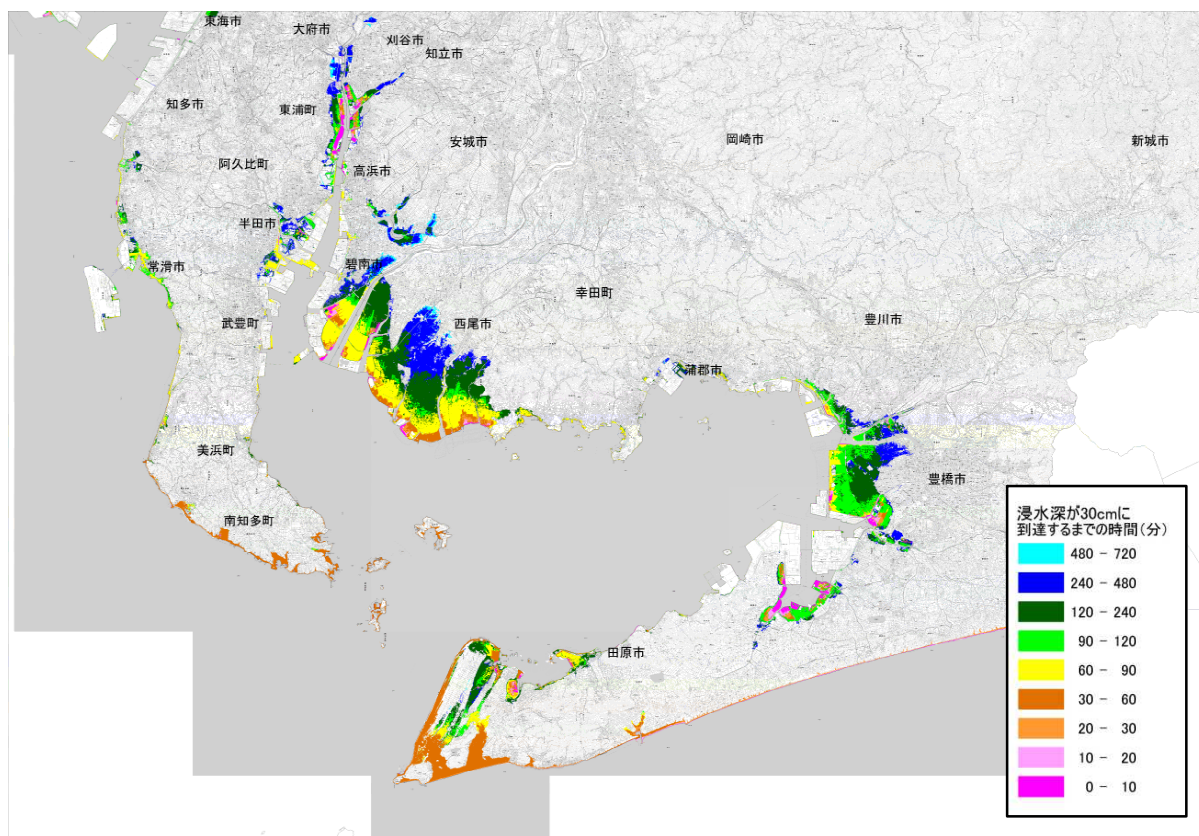 東海市
大府市
刈谷市
知立市
知多市
東浦町
安城市
岡崎市
新城市
阿久比町
高浜市
半田市
常滑市
碧南市
幸田町
武豊町
西尾市
豊川市
蒲郡市
美浜町
豊橋市
南知多町
田原市
浸水深が30cmに
到達するまでの時間(分)
480 - 720
240 - 480
120 - 240
90 - 120
60 - 90
30 - 60
20 - 30
10 - 20
0 - 10